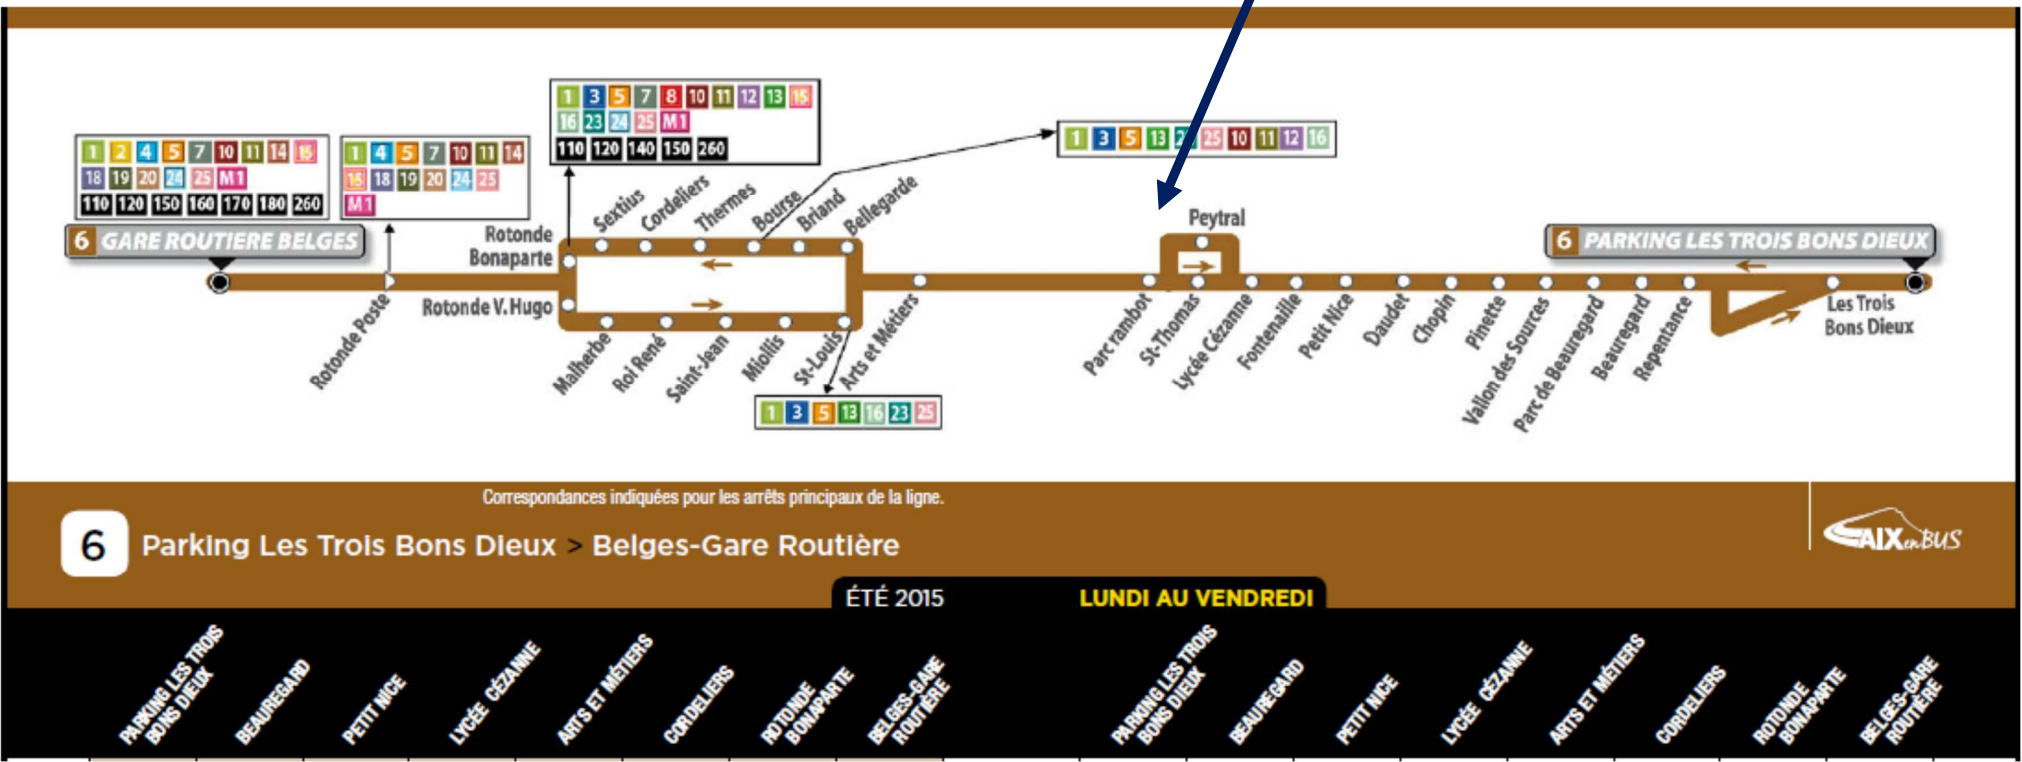 1 3 5 7 8 10 11 12 13 15
16 23 24 25 M1
110 120 140 150 260
1 2 4 5 7 10 11 14 15
18 19 20 24 25 M1
110 120 150 160 170 180 260
1 4 5 7 10 11 14
15 18 19 20 24 25
M1
1 3 5 13 23 25 10 11 12 16
6 GARE ROUTIERE BELGES
Rotonde Poste
Rotonde
Bonaparte
Rotonde V. Hugo
Sextius
Cordeliers
Thermes
Bourse
Briand
Bellegarde
Malherbe
Roi René
Saint-Jean
Miollis
St-Louis
Arts et Métiers
1 3 5 13 16 23 25
Parc rambot
Peytral
St-Thomas
Lycée Cézanne
Fontenaille
Petit Nice
Daudet
Chopin
Pinette
Vallon des Sources
Parc de Beauregard
Beauregard
Repentance
6 PARKING LES TROIS BONS DIEUX
Les Trois
Bons Dieux
Correspondances indiquées pour les arrêts principaux de la ligne.
6 Parking Les Trois Bons Dieux > Belges-Gare Routière
AIX en BUS
ÉTÉ 2015 LUNDI AU VENDREDI
PARKING LES TROIS
BONS DIEUX
BEAUREGARD
PETIT NICE
LYCÉE CÉZANNE
ARTS ET MÉTIERS
CORDELIERS
ROTONDE
BONAPARTE
BELGES-GARE
ROUTIÈRE
PARKING LES TROIS
BONS DIEUX
BEAUREGARD
PETIT NICE
LYCÉE CÉZANNE
ARTS ET MÉTIERS
CORDELIERS
ROTONDE
BONAPARTE
BELGES-GARE
ROUTIÈRE